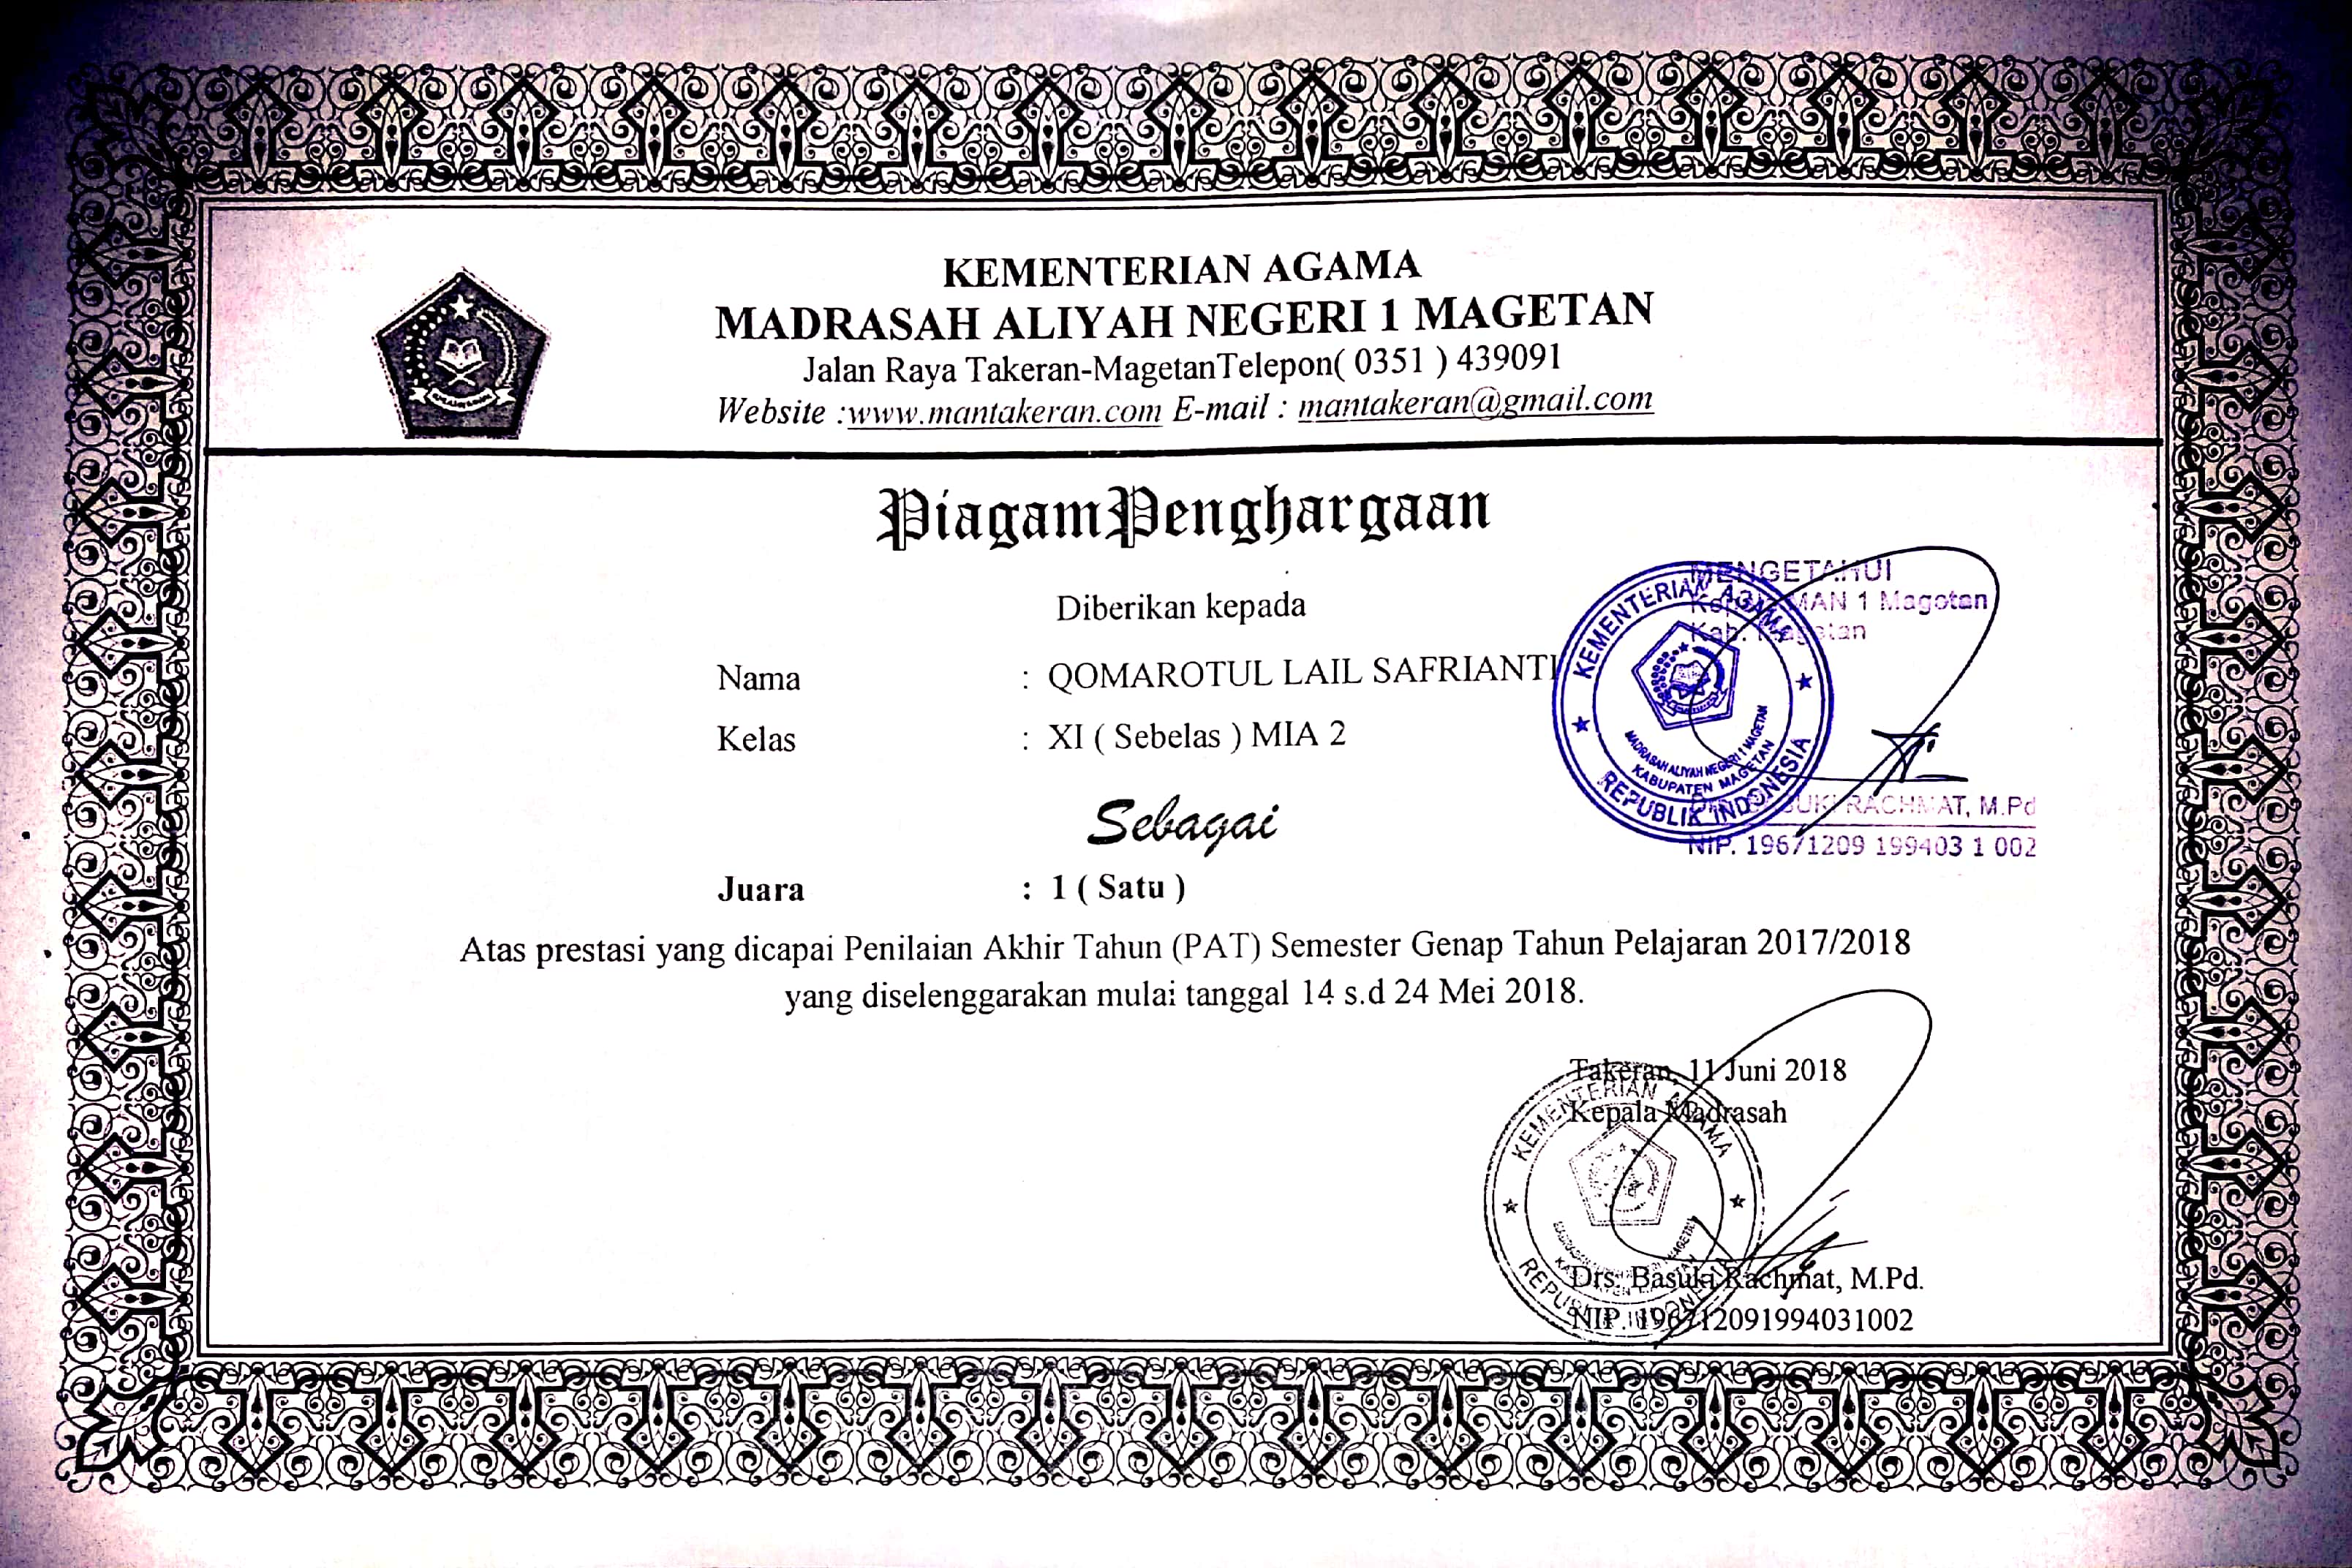 KEMENTERIAN AGAMA
MADRASAH ALIYAH NEGERI 1 MAGETAN
Jalan Raya Takeran-MagetanTelepon( 0351 ) 439091
Website :www.mantakeran.com E-mail : mantakeran@gmail.com
PiagamPenghargaan
Diberikan kepada
Nama : QOMAROTUL LAIL SAFRIANTI
Kelas : XI ( Sebelas ) MIA 2
MENGETAHUI
MAN 1 Magetan
Kab. Magetan
KEMENTERIAN AGAMA
MADRASAH ALIYAH NEGERI 1 MAGETAN
KABUPATEN MAGETAN
REPUBLIK INDONESIA
RACHMAT, M.Pd
NIP. 19671209 199403 1 002
Sebagai
Juara : 1 ( Satu )
Atas prestasi yang dicapai Penilaian Akhir Tahun (PAT) Semester Genap Tahun Pelajaran 2017/2018
yang diselenggarakan mulai tanggal 14 s.d 24 Mei 2018.
Takeran, 11 Juni 2018
Kepala Madrasah
KEMENTERIAN AGAMA
REPUBLIK INDONESIA
Drs. Basuki Rachmat, M.Pd.
NIP. 196712091994031002